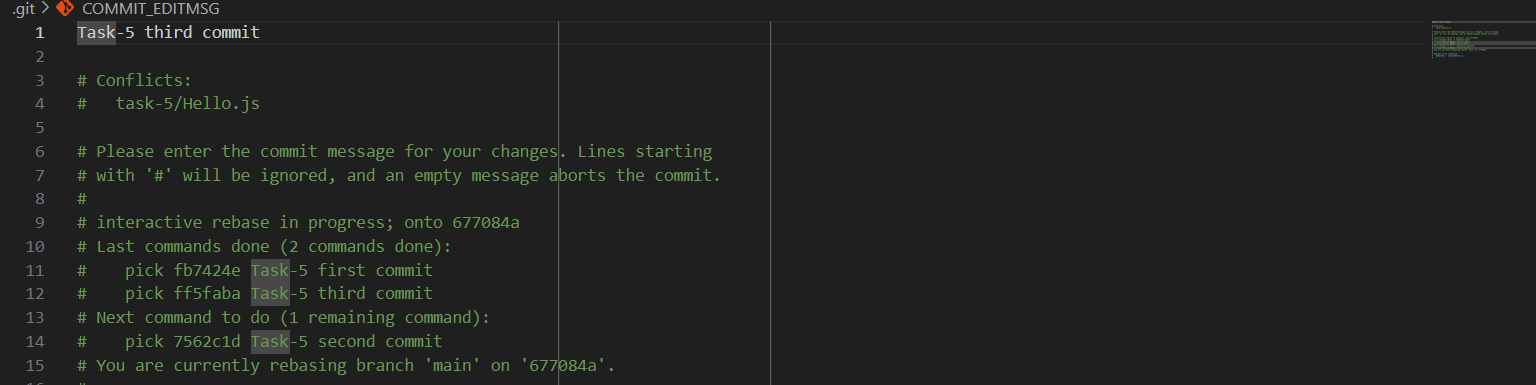 .git > COMMIT_EDITMSG
1 Task-5 third commit
2
3 # Conflicts:
4 #   task-5/Hello.js
5
6 # Please enter the commit message for your changes. Lines starting
7 # with '#' will be ignored, and an empty message aborts the commit.
8 #
9 # interactive rebase in progress; onto 677084a
10 # Last commands done (2 commands done):
11 #    pick fb7424e Task-5 first commit
12 #    pick ff5faba Task-5 third commit
13 # Next command to do (1 remaining command):
14 #    pick 7562c1d Task-5 second commit
15 # You are currently rebasing branch 'main' on '677084a'.